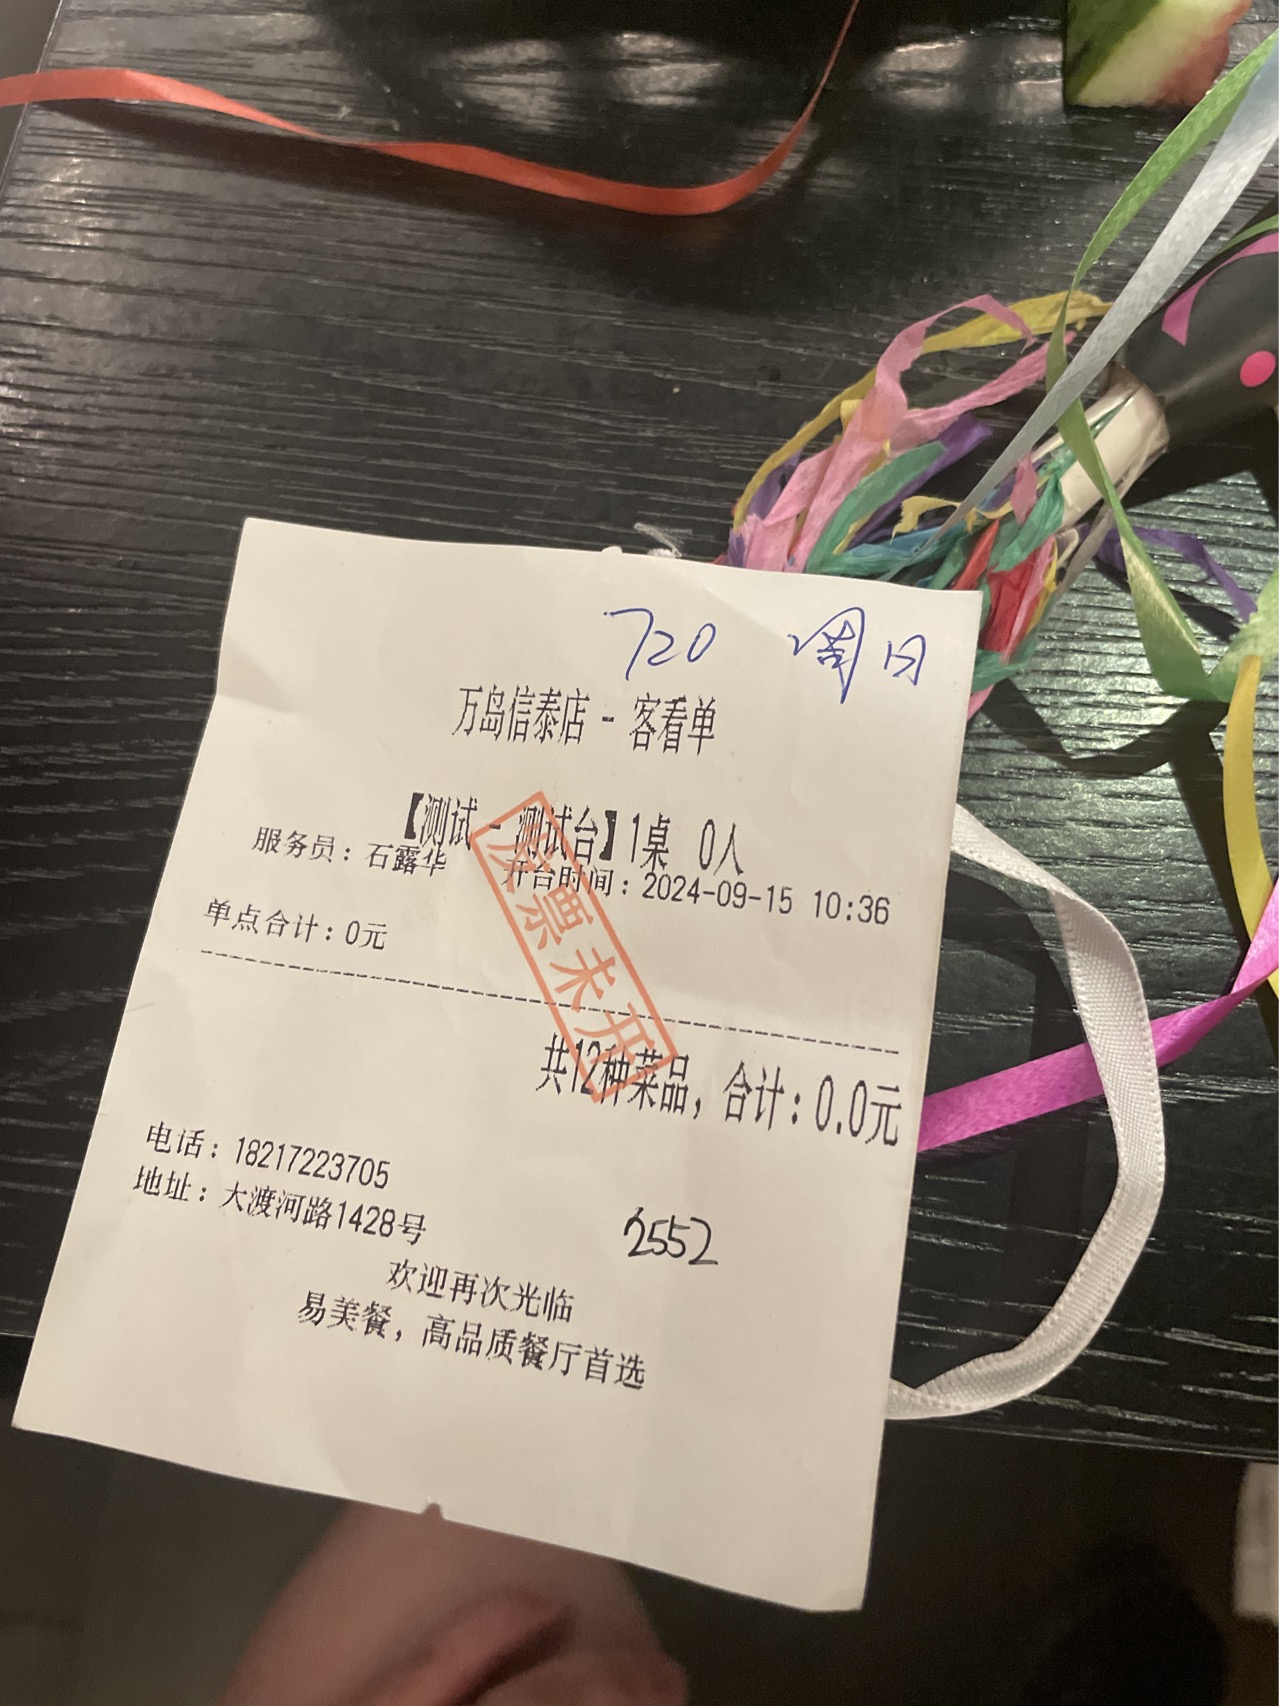 720 周日
万岛信泰店 - 客看单
【测试 - 测试台】1桌 0人
服务员：石露华 开台时间：2024-09-15 10:36
单点合计：0元
发票未开
共12种菜品，合计：0.0元
电话：18217223705
地址：大渡河路1428号
2552
欢迎再次光临
易美餐，高品质餐厅首选